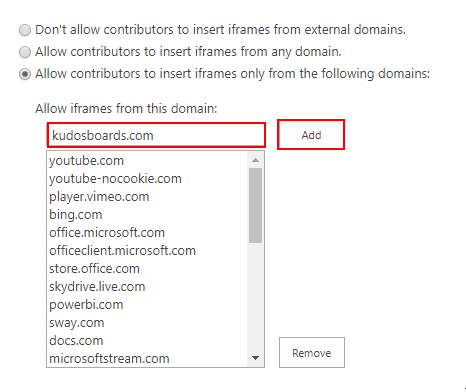 Don't allow contributors to insert iframes from external domains.
Allow contributors to insert iframes from any domain.
Allow contributors to insert iframes only from the following domains:
Allow iframes from this domain:
kudosboards.com Add
youtube.com
youtube-nocookie.com
player.vimeo.com
bing.com
office.microsoft.com
officeclient.microsoft.com
store.office.com
skydrive.live.com
powerbi.com
sway.com
docs.com
microsoftstream.com Remove